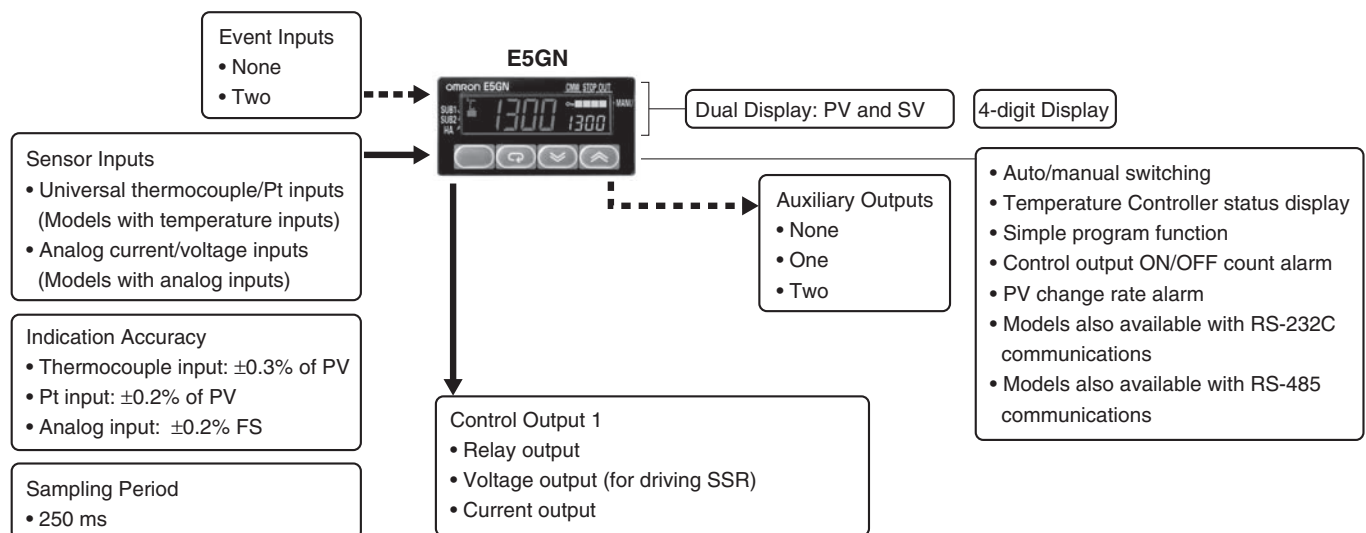 Event Inputs
• None
• Two
E5GN
omron E5GN
CMW STOP OUT
°C
MANU
SUB1
SUB2
HA
1300
1300
Dual Display: PV and SV
4-digit Display
Sensor Inputs
• Universal thermocouple/Pt inputs
(Models with temperature inputs)
• Analog current/voltage inputs
(Models with analog inputs)
Auxiliary Outputs
• None
• One
• Two
• Auto/manual switching
• Temperature Controller status display
• Simple program function
• Control output ON/OFF count alarm
• PV change rate alarm
• Models also available with RS-232C
communications
• Models also available with RS-485
communications
Indication Accuracy
• Thermocouple input: ±0.3% of PV
• Pt input: ±0.2% of PV
• Analog input: ±0.2% FS
Control Output 1
• Relay output
• Voltage output (for driving SSR)
• Current output
Sampling Period
• 250 ms